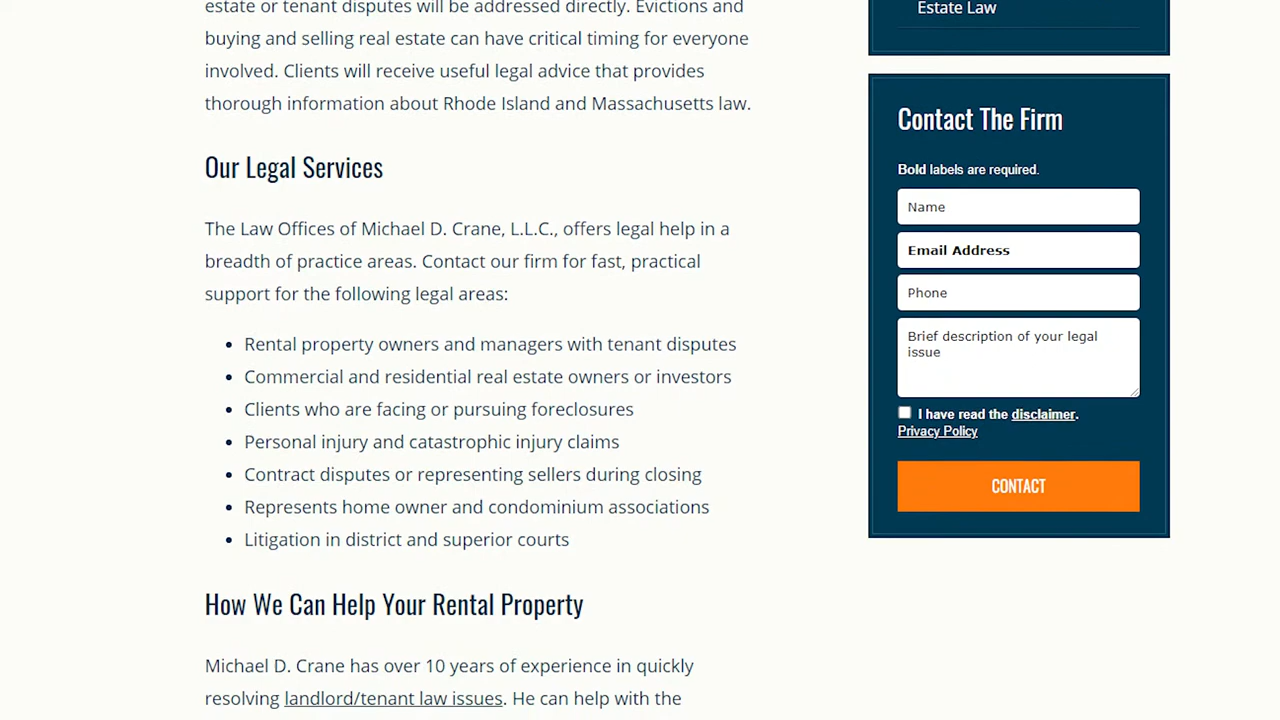 estate or tenant disputes will be addressed directly. Evictions and
buying and selling real estate can have critical timing for everyone
involved. Clients will receive useful legal advice that provides
thorough information about Rhode Island and Massachusetts law.
Our Legal Services
The Law Offices of Michael D. Crane, L.L.C., offers legal help in a
breadth of practice areas. Contact our firm for fast, practical
support for the following legal areas:
• Rental property owners and managers with tenant disputes
• Commercial and residential real estate owners or investors
• Clients who are facing or pursuing foreclosures
• Personal injury and catastrophic injury claims
• Contract disputes or representing sellers during closing
• Represents home owner and condominium associations
• Litigation in district and superior courts
How We Can Help Your Rental Property
Michael D. Crane has over 10 years of experience in quickly
resolving landlord/tenant law issues. He can help with the
Estate Law
Contact The Firm
Bold labels are required.
Name
Email Address
Phone
Brief description of your legal
issue
I have read the disclaimer.
Privacy Policy
CONTACT